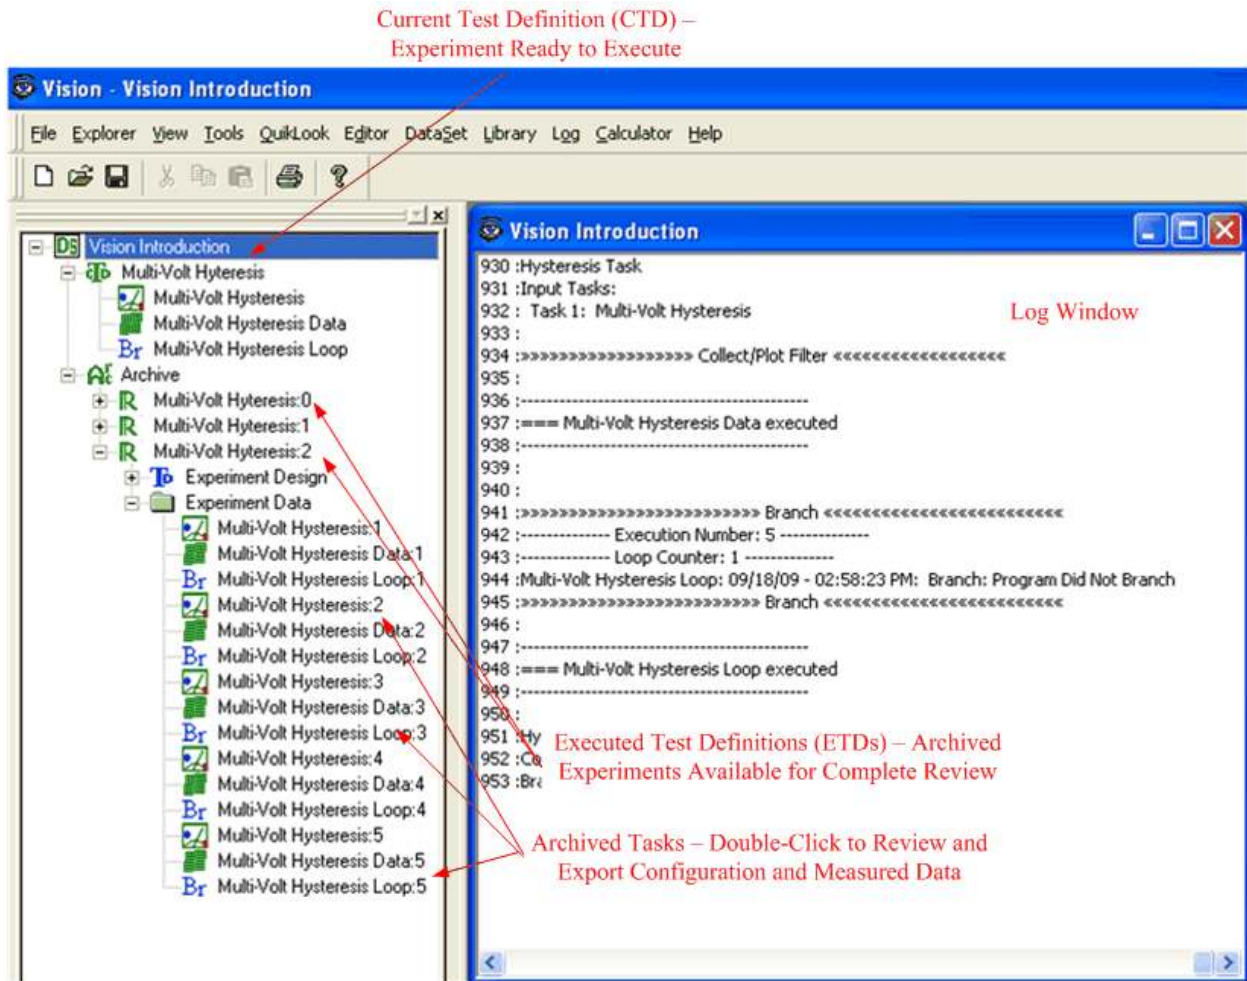 Current Test Definition (CTD) –
Experiment Ready to Execute
Vision - Vision Introduction
File Explorer View Tools QuikLook Editor DataSet Library Log Calculator Help
DS Vision Introduction
Multi-Volt Hyteresis
Multi-Volt Hysteresis
Multi-Volt Hysteresis Data
Br Multi-Volt Hysteresis Loop
Archive
R Multi-Volt Hyteresis:0
R Multi-Volt Hyteresis:1
R Multi-Volt Hyteresis:2
Experiment Design
Experiment Data
Multi-Volt Hysteresis:1
Multi-Volt Hysteresis Data:1
Br Multi-Volt Hysteresis Loop:1
Multi-Volt Hysteresis:2
Multi-Volt Hysteresis Data:2
Br Multi-Volt Hysteresis Loop:2
Multi-Volt Hysteresis:3
Multi-Volt Hysteresis Data:3
Br Multi-Volt Hysteresis Loop:3
Multi-Volt Hysteresis:4
Multi-Volt Hysteresis Data:4
Br Multi-Volt Hysteresis Loop:4
Multi-Volt Hysteresis:5
Multi-Volt Hysteresis Data:5
Br Multi-Volt Hysteresis Loop:5
Vision Introduction
930 :Hysteresis Task
931 :Input Tasks:
932 : Task 1: Multi-Volt Hysteresis
Log Window
933 :
934 :»»»»»»»»»» Collect/Plot Filter ««««««««««
935 :
936 :------------------------------------------------
937 :=== Multi-Volt Hysteresis Data executed
938 :------------------------------------------------
939 :
940 :
941 :»»»»»»»»»»»»»» Branch ««««««««««««««
942 :--------------- Execution Number: 5 ---------------
943 :--------------- Loop Counter: 1 ---------------
944 :Multi-Volt Hysteresis Loop: 09/18/09 - 02:58:23 PM: Branch: Program Did Not Branch
945 :»»»»»»»»»»»»»» Branch ««««««««««««««
946 :
947 :------------------------------------------------
948 :=== Multi-Volt Hysteresis Loop executed
949 :------------------------------------------------
950 :
951 :Hy
952 :Co
953 :Bra
Executed Test Definitions (ETDs) – Archived
Experiments Available for Complete Review
Archived Tasks – Double-Click to Review and
Export Configuration and Measured Data